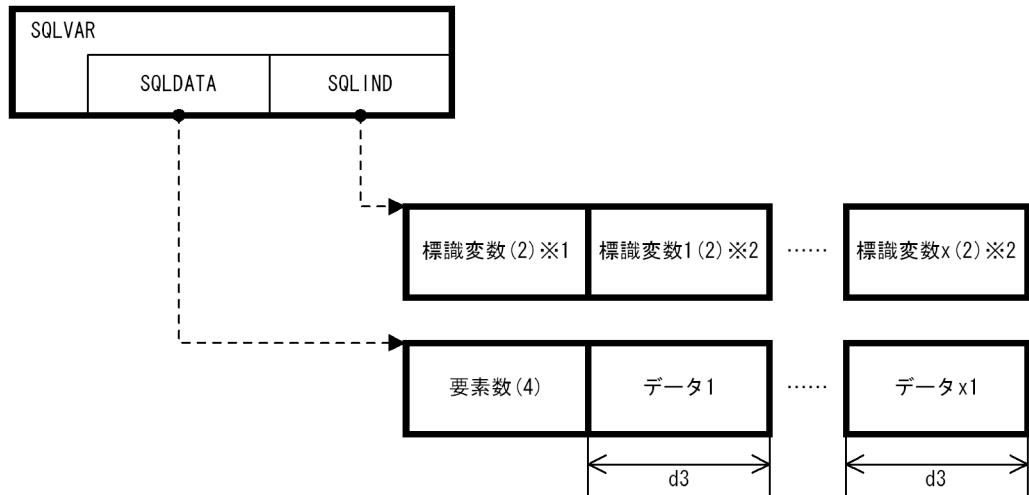 SQLVAR
SQLDATA SQLIND
標識変数(2)※1 標識変数1(2)※2 …… 標識変数x(2)※2
要素数(4) データ1 …… データx1
d3 d3